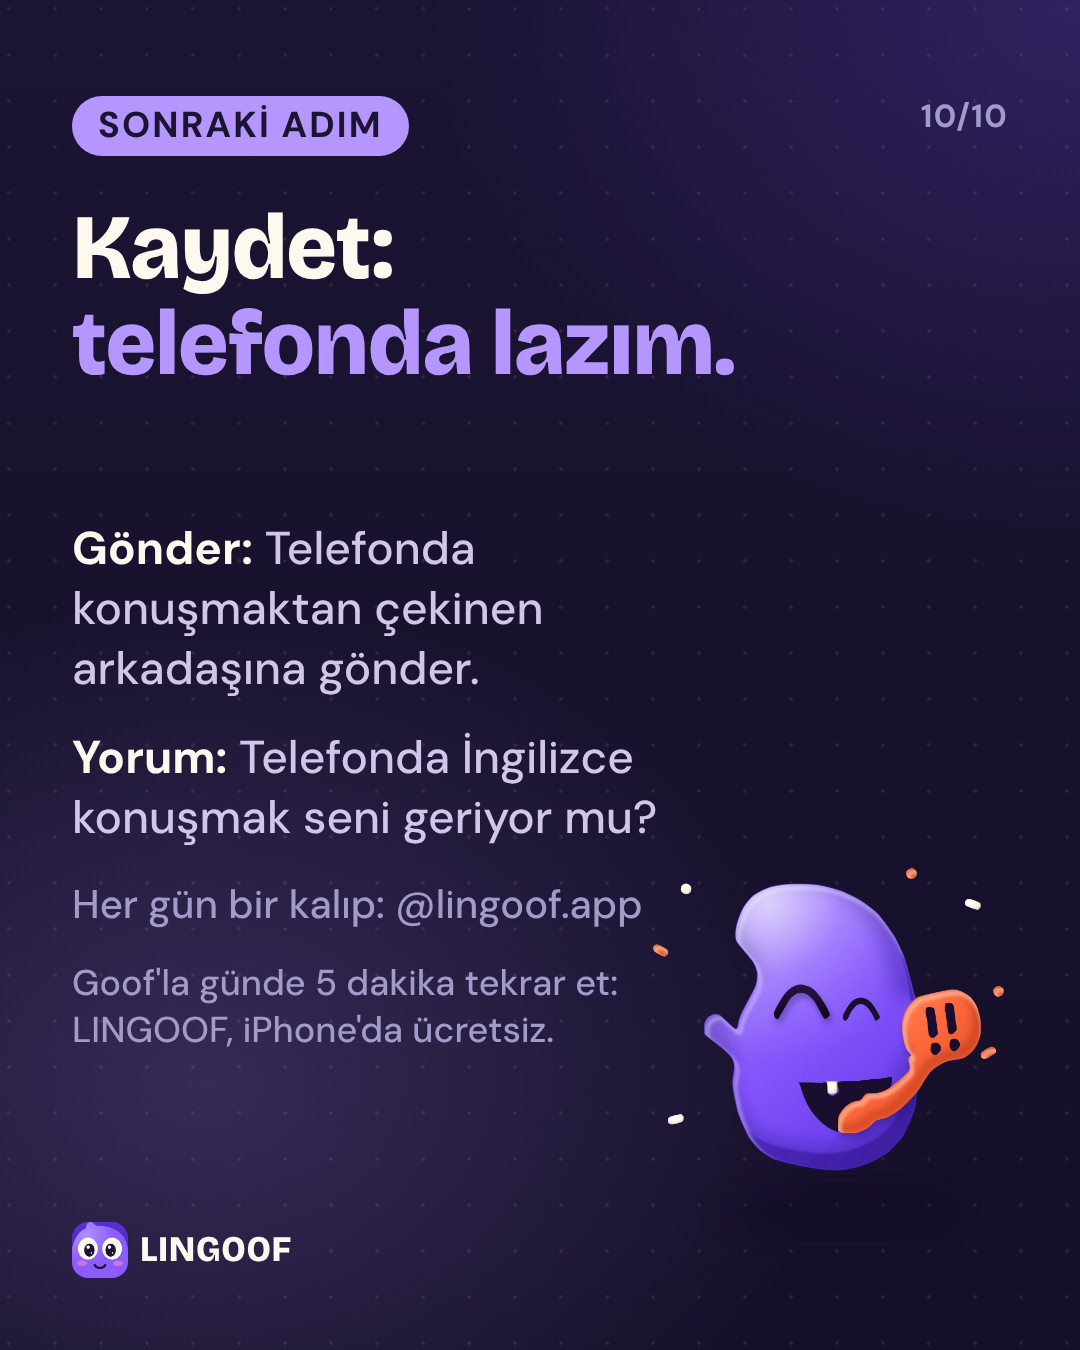 SONRAKİ ADIM
10/10
Kaydet:
telefonda lazım.
Gönder: Telefonda
konuşmaktan çekinen
arkadaşına gönder.
Yorum: Telefonda İngilizce
konuşmak seni geriyor mu?
Her gün bir kalıp: @lingoof.app
Goof'la günde 5 dakika tekrar et:
LINGOOF, iPhone'da ücretsiz.
!!
LINGOOF